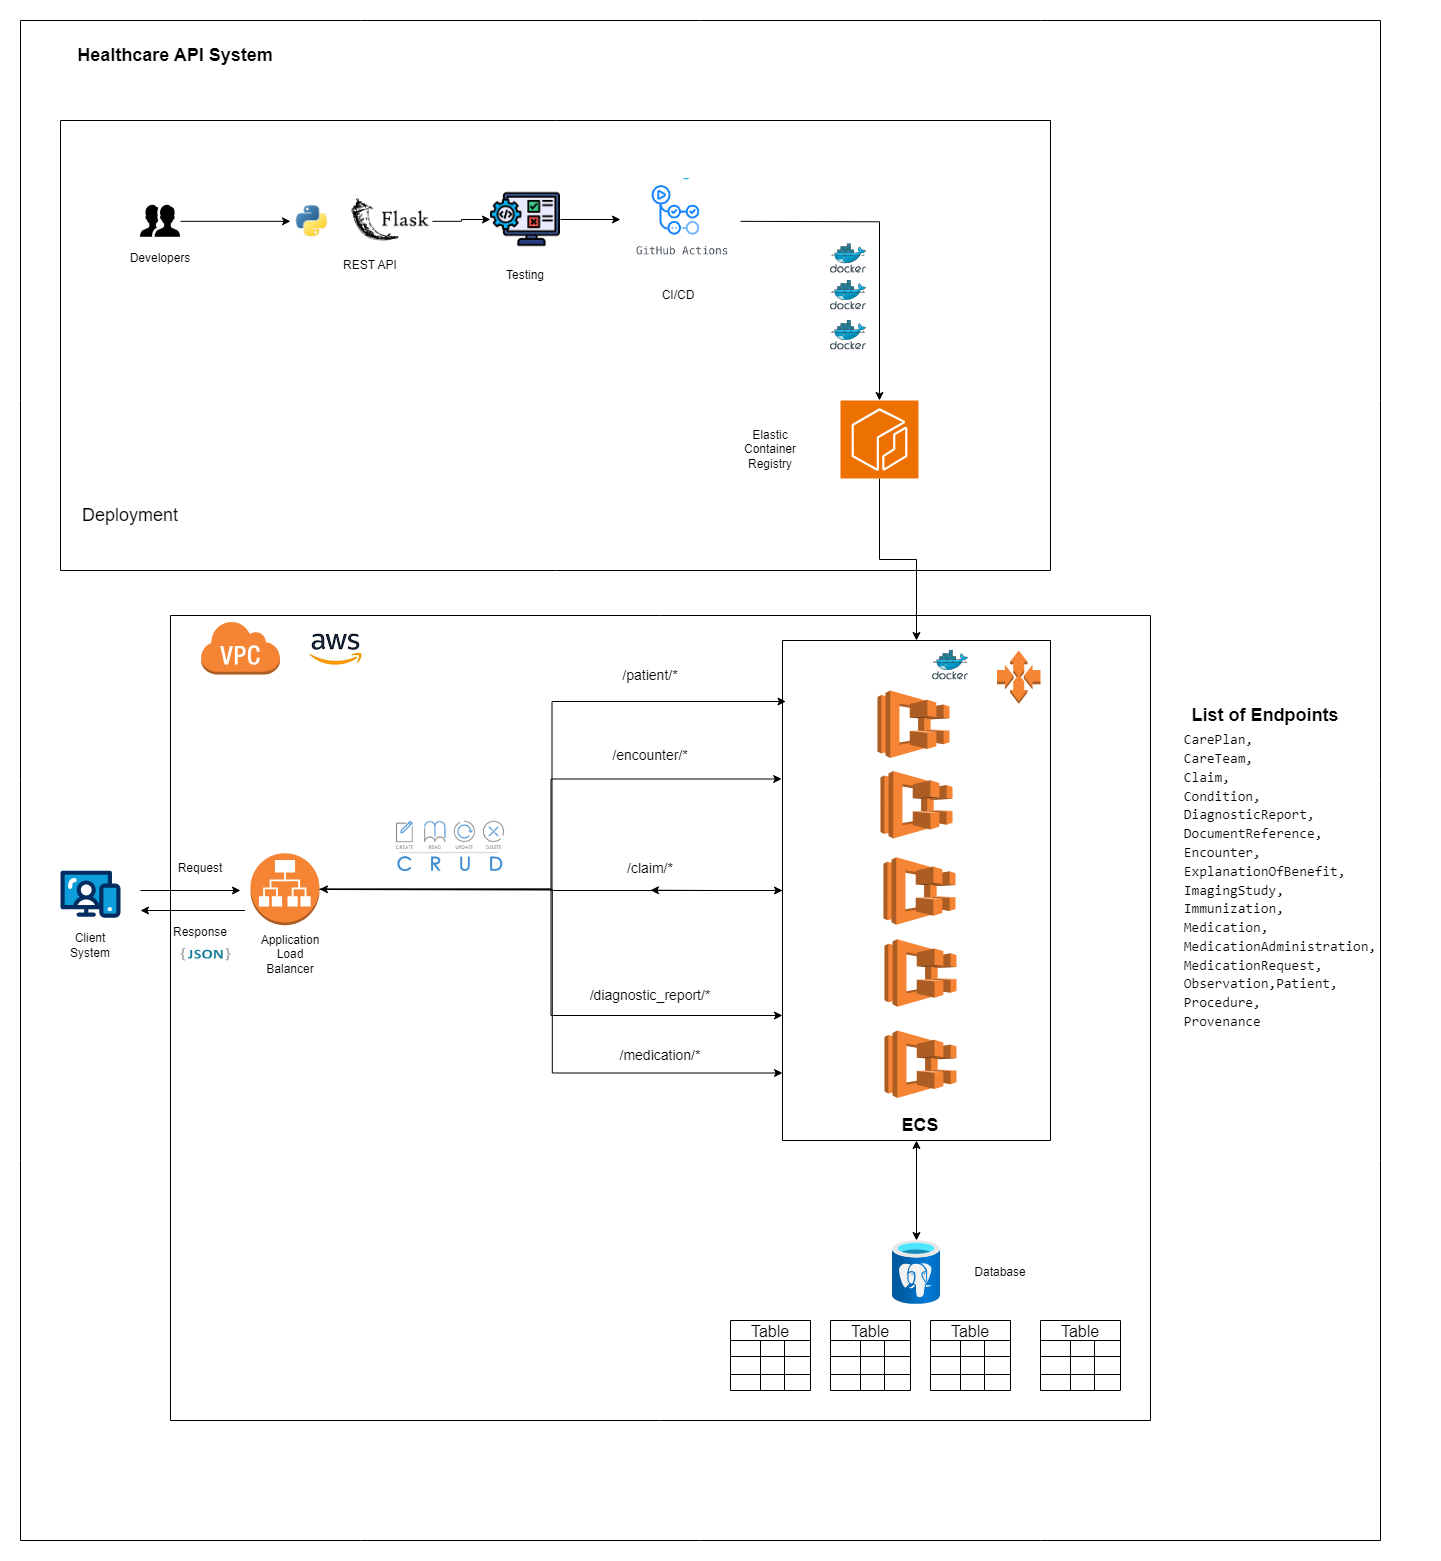 Healthcare API System
Developers
Flask
REST API
Testing
GitHub Actions
CI/CD
docker
docker
docker
Elastic
Container
Registry
Deployment
VPC
aws
docker
/patient/*
/encounter/*
/claim/*
/diagnostic_report/*
/medication/*
CREATE READ UPDATE DELETE
C R U D
Request
Response
{JSON}
Client
System
Application
Load
Balancer
ECS
Database
Table
Table
Table
Table
List of Endpoints
CarePlan,
CareTeam,
Claim,
Condition,
DiagnosticReport,
DocumentReference,
Encounter,
ExplanationOfBenefit,
ImagingStudy,
Immunization,
Medication,
MedicationAdministration,
MedicationRequest,
Observation,Patient,
Procedure,
Provenance